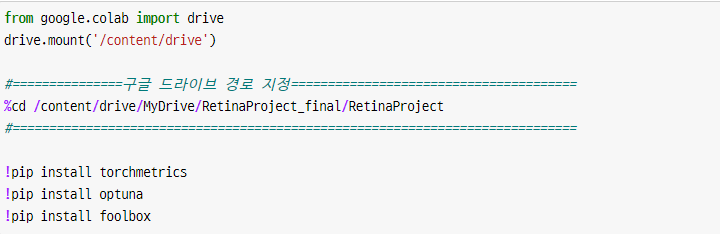 from google.colab import drive
drive.mount('/content/drive')
#===============구글 드라이브 경로 지정=======================================
%cd /content/drive/MyDrive/RetinaProject_final/RetinaProject
#=============================================================================
!pip install torchmetrics
!pip install optuna
!pip install foolbox